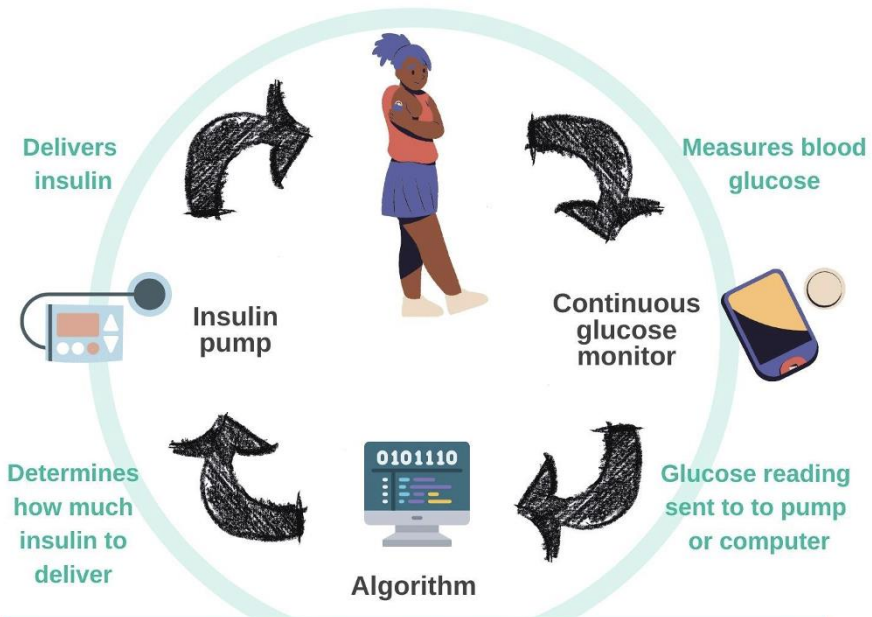 Delivers
insulin
Measures blood
glucose
Insulin
pump
Continuous
glucose
monitor
0101110
Determines
how much
insulin to
deliver
Glucose reading
sent to to pump
or computer
Algorithm